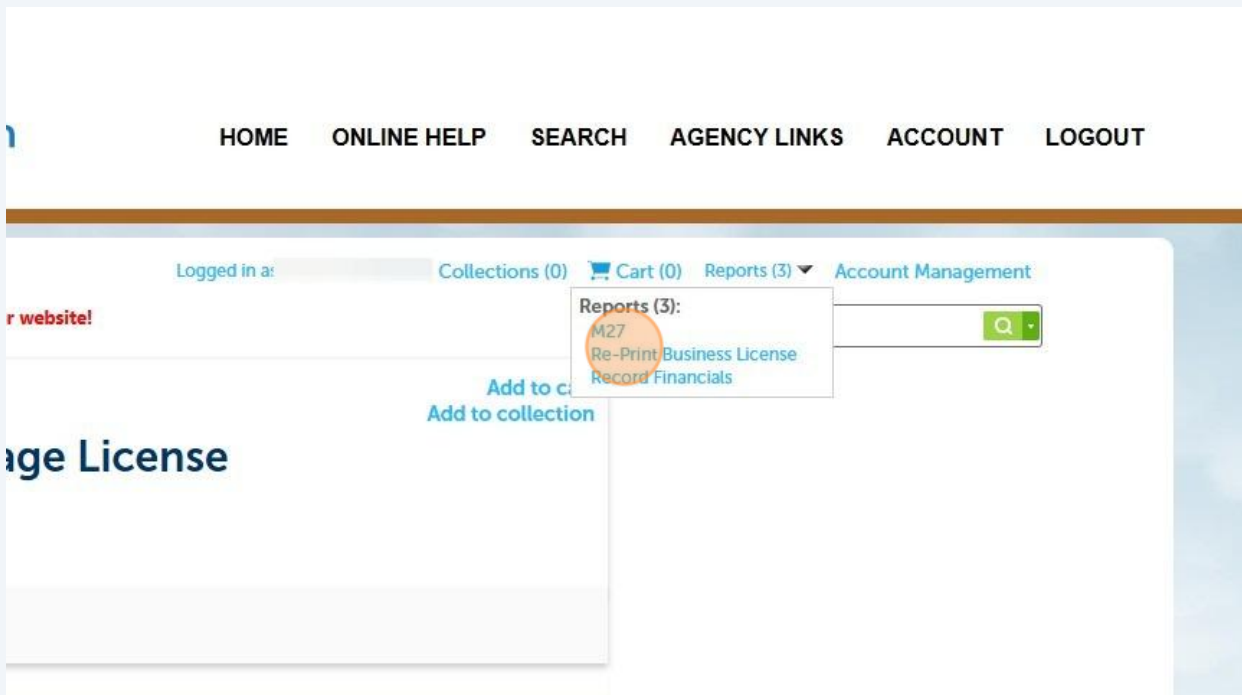 HOME ONLINE HELP SEARCH AGENCY LINKS ACCOUNT LOGOUT
Logged in as Collections (0) Cart (0) Reports (3) Account Management
r website!
Reports (3):
M27
Re-Print Business License
Record Financials
Add to ca
Add to collection
age License